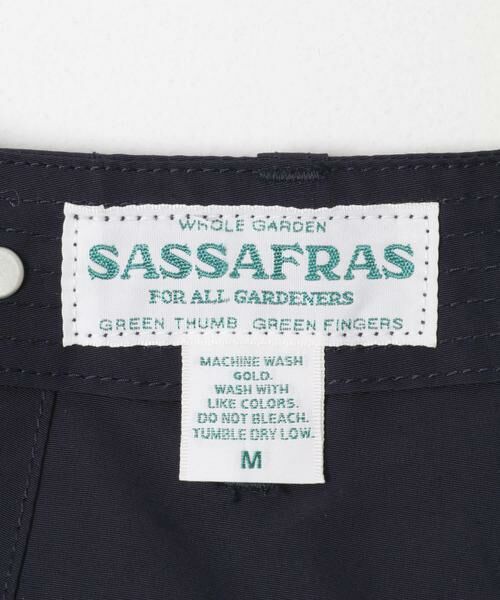 WHOLE GARDEN
SASSAFRAS
FOR ALL GARDENERS
GREEN THUMB GREEN FINGERS
MACHINE WASH
GOLD.
WASH WITH
LIKE COLORS.
DO NOT BLEACH.
TUMBLE DRY LOW.
M